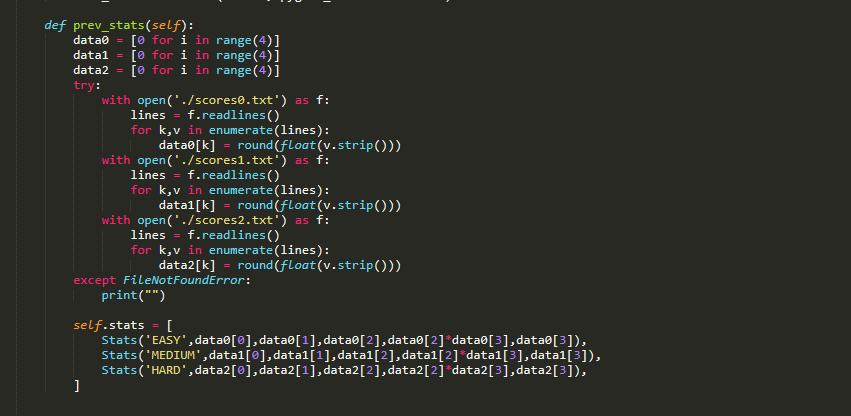 def prev_stats(self):
data0 = [0 for i in range(4)]
data1 = [0 for i in range(4)]
data2 = [0 for i in range(4)]
try:
with open('./scores0.txt') as f:
lines = f.readlines()
for k,v in enumerate(lines):
data0[k] = round(float(v.strip()))
with open('./scores1.txt') as f:
lines = f.readlines()
for k,v in enumerate(lines):
data1[k] = round(float(v.strip()))
with open('./scores2.txt') as f:
lines = f.readlines()
for k,v in enumerate(lines):
data2[k] = round(float(v.strip()))
except FileNotFoundError:
print("")
self.stats = [
Stats('EASY',data0[0],data0[1],data0[2],data0[2]*data0[3],data0[3]),
Stats('MEDIUM',data1[0],data1[1],data1[2],data1[2]*data1[3],data1[3]),
Stats('HARD',data2[0],data2[1],data2[2],data2[2]*data2[3],data2[3]),
]